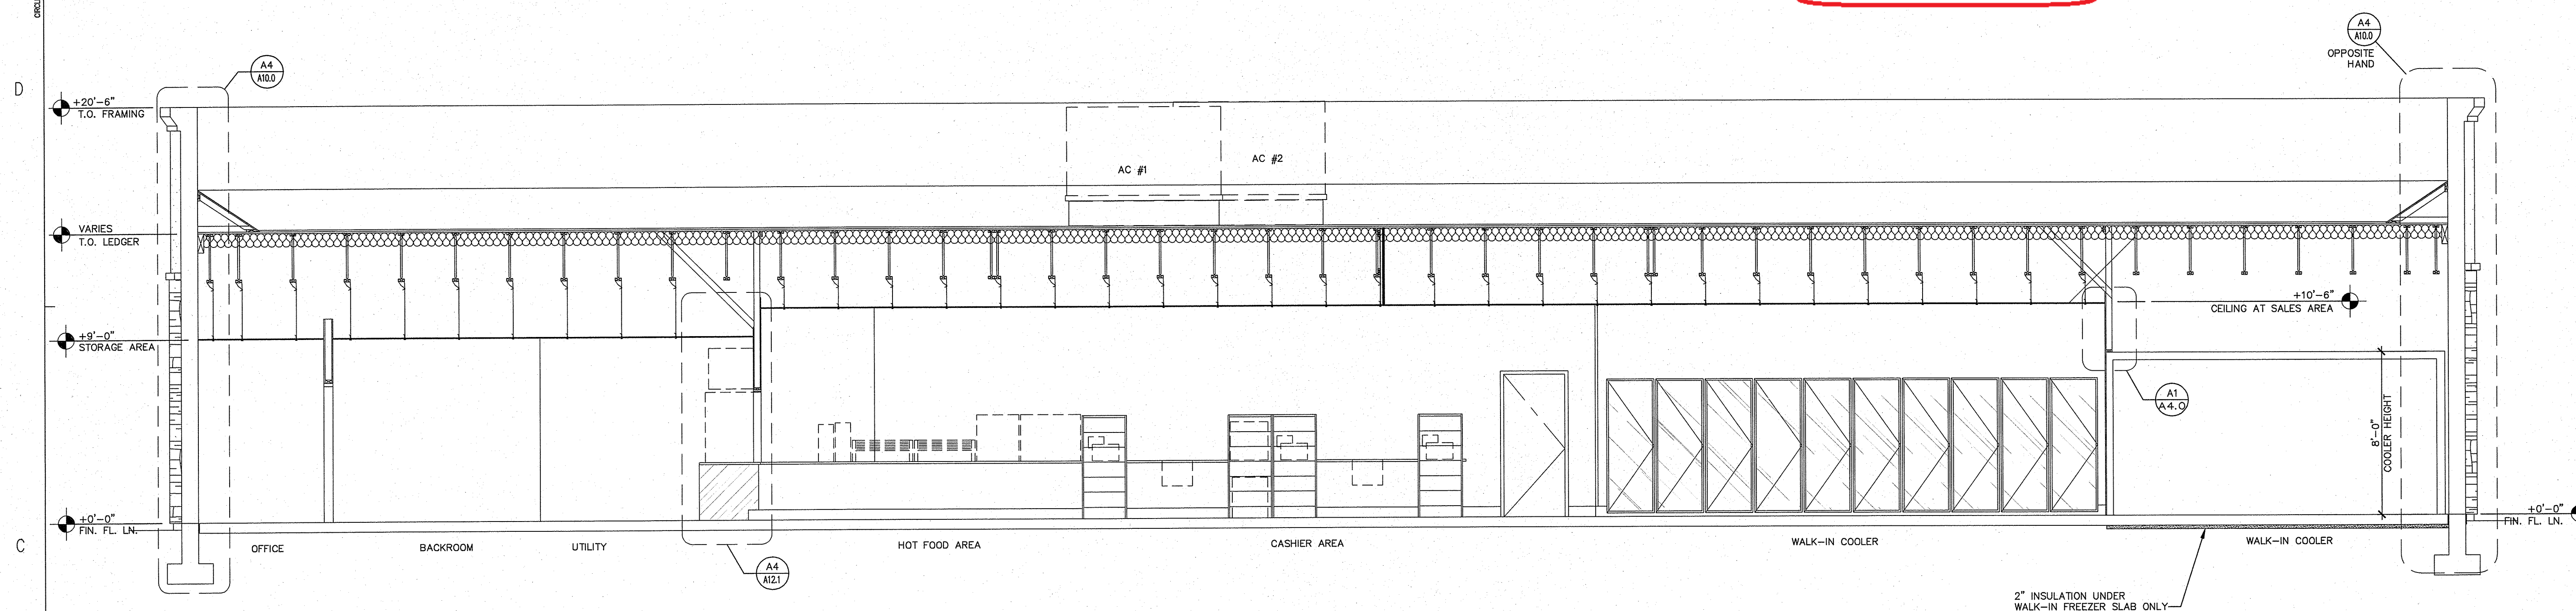 CIRCL
A4
A10.0
OPPOSITE
HAND
D
A4
A10.0
+20'-6"
T.O. FRAMING
AC #1
AC #2
VARIES
T.O. LEDGER
+10'-6"
CEILING AT SALES AREA
+9'-0"
STORAGE AREA
A1
A4.0
8'-0"
COOLER HEIGHT
+0'-0"
FIN. FL. LN.
+0'-0"
FIN. FL. LN.
C
OFFICE
BACKROOM
UTILITY
HOT FOOD AREA
CASHIER AREA
WALK-IN COOLER
WALK-IN COOLER
A4
A12.1
2" INSULATION UNDER
WALK-IN FREEZER SLAB ONLY